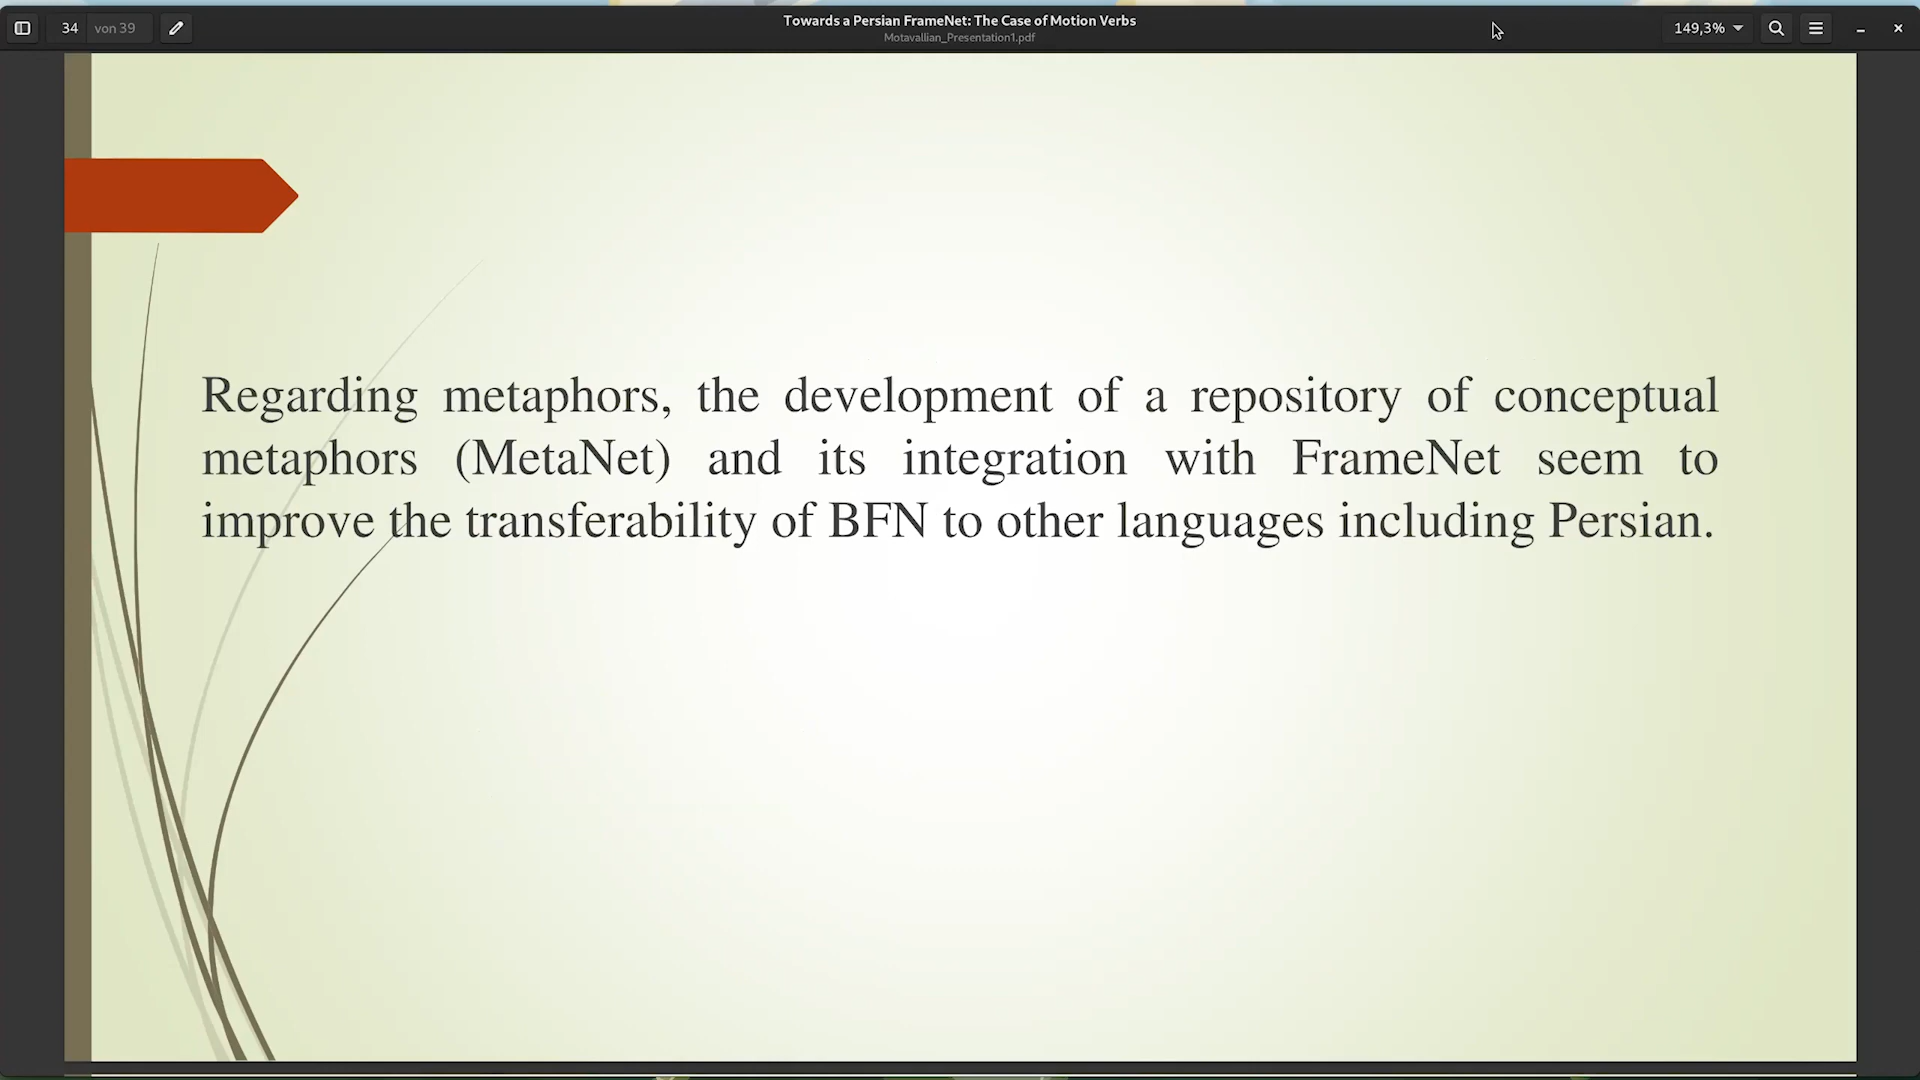 34 von 39
Towards a Persian FrameNet: The Case of Motion Verbs
Motavallian_Presentation1.pdf
149,3%
Regarding metaphors, the development of a repository of conceptual
metaphors (MetaNet) and its integration with FrameNet seem to
improve the transferability of BFN to other languages including Persian.